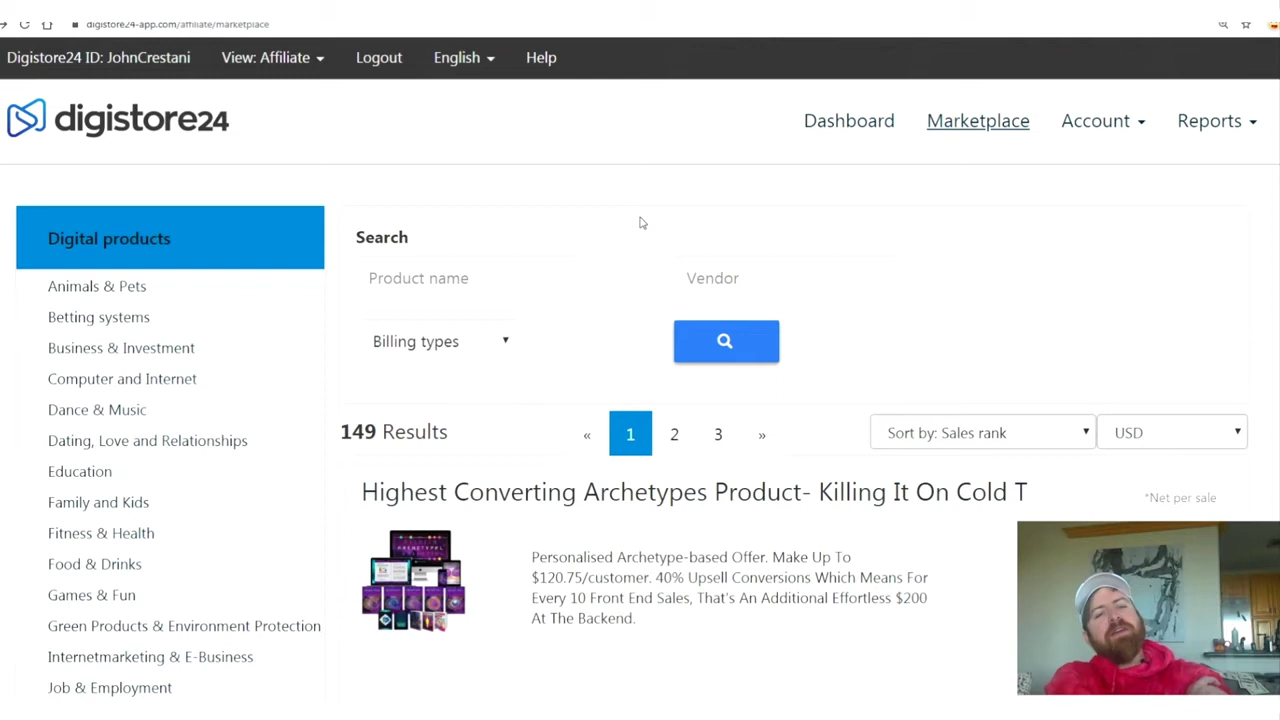 digistore24-app.com/affiliate/marketplace
Digistore24 ID: JohnCrestani
View: Affiliate
Logout
English
Help
digistore24
Dashboard
Marketplace
Account
Reports
Digital products
Animals & Pets
Betting systems
Business & Investment
Computer and Internet
Dance & Music
Dating, Love and Relationships
Education
Family and Kids
Fitness & Health
Food & Drinks
Games & Fun
Green Products & Environment Protection
Internetmarketing & E-Business
Job & Employment
Search
Product name
Vendor
Billing types
149 Results
« 1 2 3 »
Sort by: Sales rank
USD
Highest Converting Archetypes Product- Killing It On Cold T
*Net per sale
Personalised Archetype-based Offer. Make Up To
$120.75/customer. 40% Upsell Conversions Which Means For
Every 10 Front End Sales, That's An Additional Effortless $200
At The Backend.